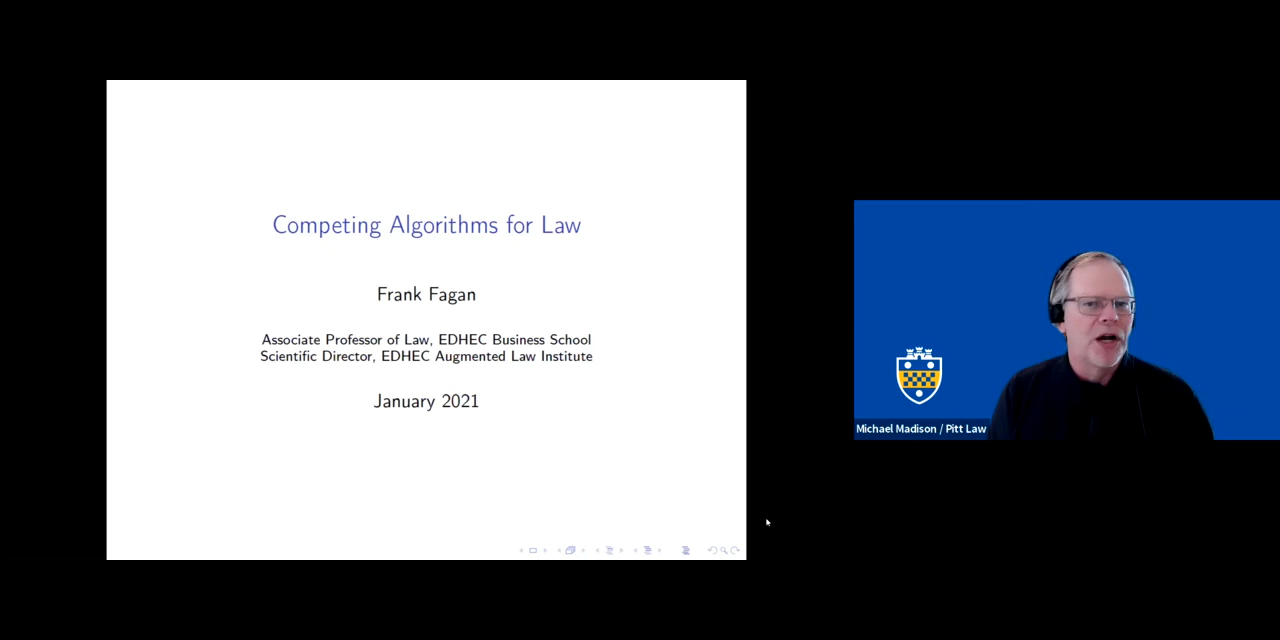 Competing Algorithms for Law
Frank Fagan
Associate Professor of Law, EDHEC Business School
Scientific Director, EDHEC Augmented Law Institute
January 2021
Michael Madison / Pitt Law